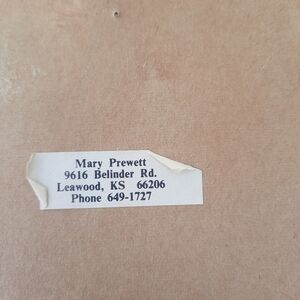 Mary Prewett
9616 Belinder Rd.
Leawood, KS 66206
Phone 649-1727